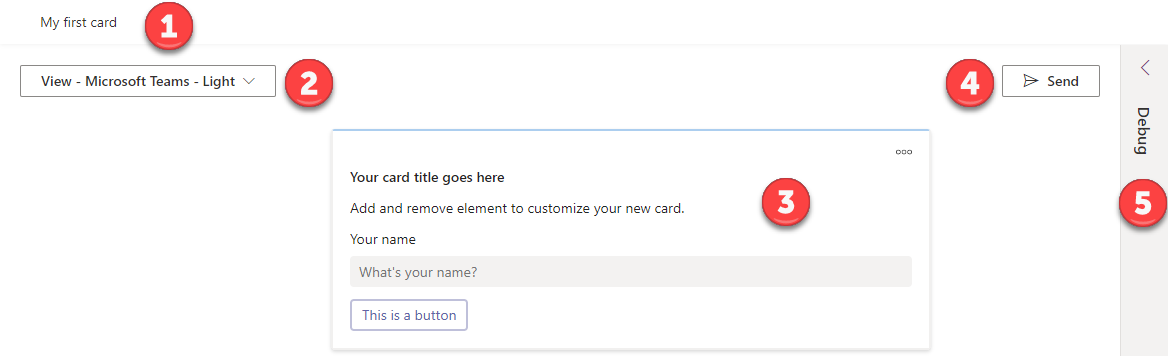 My first card
1
View - Microsoft Teams - Light
2
4
Send
Debug
Your card title goes here
3
Add and remove element to customize your new card.
5
Your name
What's your name?
This is a button